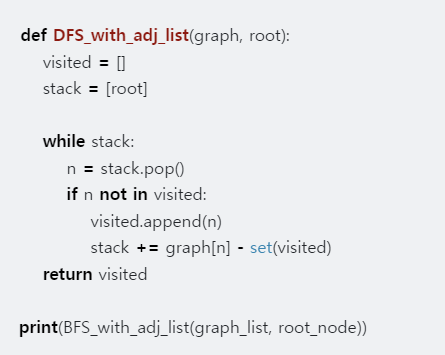 def DFS_with_adj_list(graph, root):
    visited = []
    stack = [root]

    while stack:
        n = stack.pop()
        if n not in visited:
            visited.append(n)
            stack += graph[n] - set(visited)
    return visited

print(BFS_with_adj_list(graph_list, root_node))